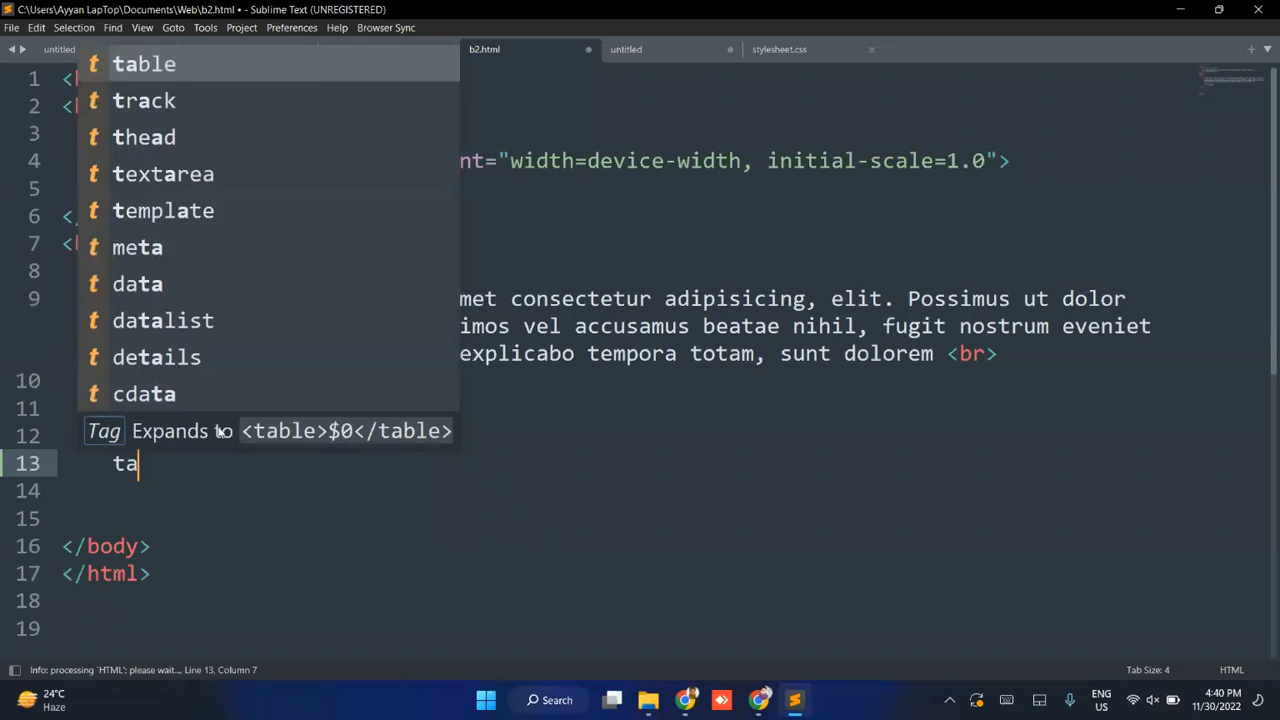 C:\Users\Ayyan LapTop\Documents\Web\b2.html • - Sublime Text (UNREGISTERED)
File Edit Selection Find View Goto Tools Project Preferences Help Browser Sync
untitled b2.html untitled stylesheet.css
1 <
2 <
3
4 nt="width=device-width, initial-scale=1.0">
5
6 </
7 <
8
9 met consectetur adipisicing, elit. Possimus ut dolor
imos vel accusamus beatae nihil, fugit nostrum eveniet
explicabo tempora totam, sunt dolorem <br>
10
11
12
13 ta
14
15
16 </body>
17 </html>
18
19
t table
t track
t thead
t textarea
t template
t meta
t data
t datalist
t details
t cdata
Tag Expands to <table>$0</table>
Info: processing `HTML': please wait..., Line 13, Column 7 Tab Size: 4 HTML
24°C
Haze
Search
ENG
US
4:40 PM
11/30/2022